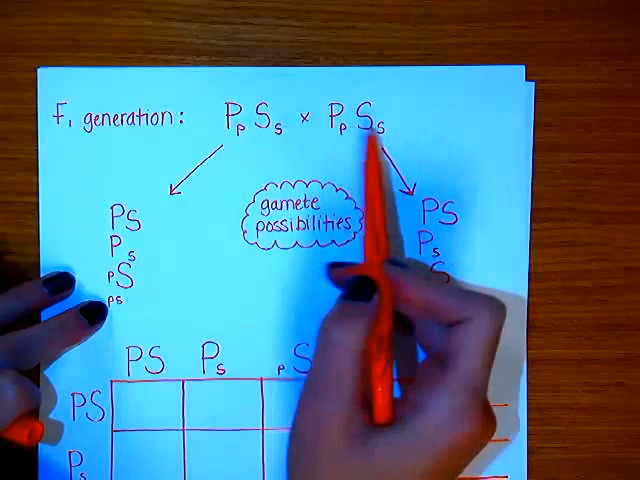 F1 generation: PpSs x PpSs
gamete
possibilities
PS
Ps
pS
ps
PS
Ps
S
PS Ps pS
PS
Ps